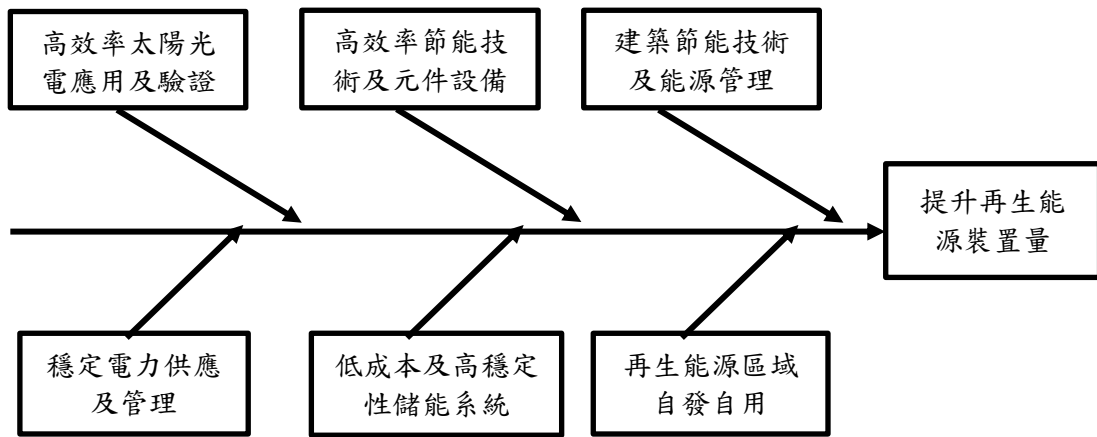 高效率太陽光
電應用及驗證
高效率節能技
術及元件設備
建築節能技術
及能源管理
提升再生能
源裝置量
穩定電力供應
及管理
低成本及高穩定
性儲能系統
再生能源區域
自發自用